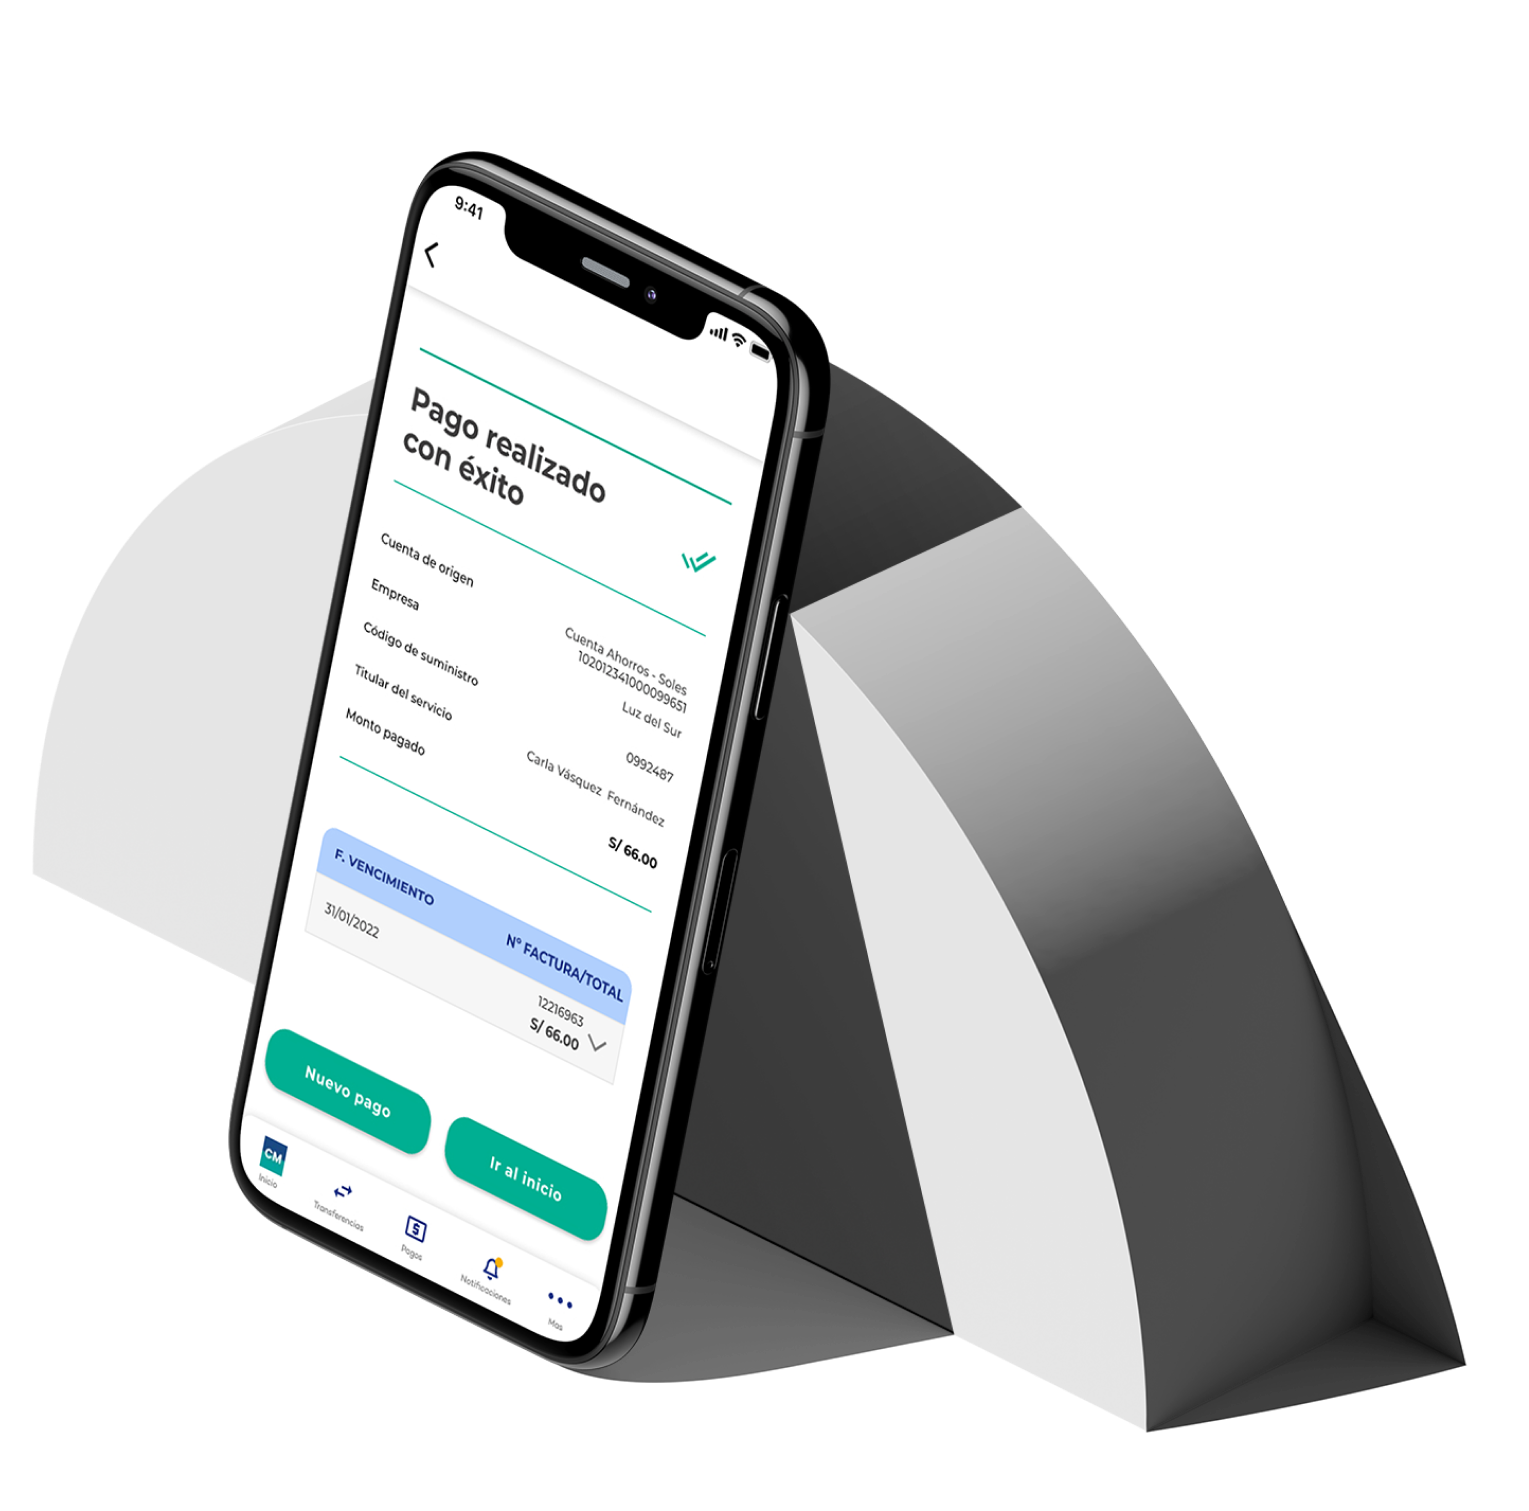 9:41
Pago realizado
con éxito
Cuenta de origen
Cuenta Ahorros - Soles
102012341000099651
Empresa
Luz del Sur
Código de suministro
0992487
Titular del servicio
Carla Vásquez Fernández
Monto pagado
S/ 66.00
F. VENCIMIENTO
N° FACTURA/TOTAL
31/01/2022
12216963
S/ 66.00
Nuevo pago
Ir al inicio
CM
Inicio
Transferencias
Pagos
Notificaciones
Mas